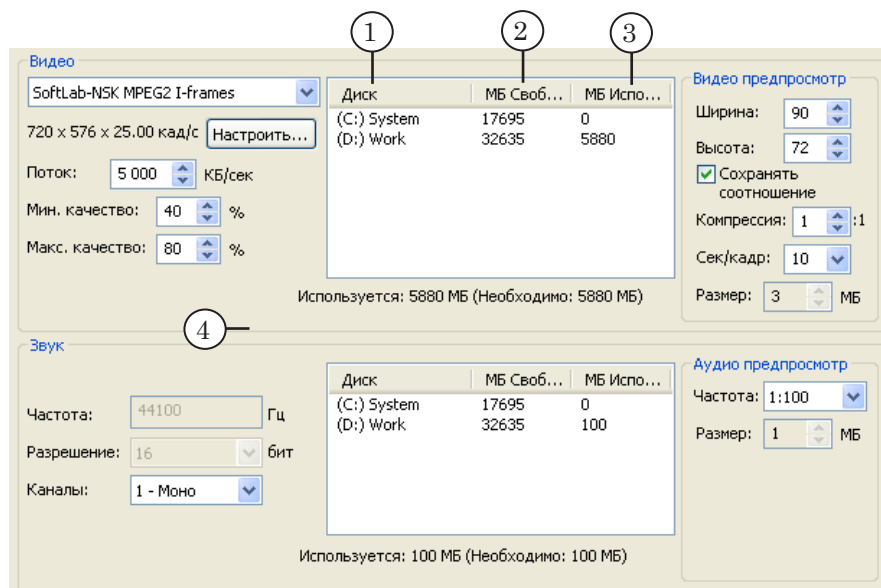 1 2 3
Видео
SoftLab-NSK MPEG2 I-frames
720 x 576 x 25.00 кад/с Настроить...
Поток: 5 000 КБ/сек
Мин. качество: 40 %
Макс. качество: 80 %
Диск МБ Своб... МБ Испо...
(C:) System 17695 0
(D:) Work 32635 5880
Используется: 5880 МБ (Необходимо: 5880 МБ)
Видео предпросмотр
Ширина: 90
Высота: 72
Сохранять
соотношение
Компрессия: 1 :1
Сек/кадр: 10
Размер: 3 МБ
4
Звук
Частота: 44100 Гц
Разрешение: 16 бит
Каналы: 1 - Моно
Диск МБ Своб... МБ Испо...
(C:) System 17695 0
(D:) Work 32635 100
Используется: 100 МБ (Необходимо: 100 МБ)
Аудио предпросмотр
Частота: 1:100
Размер: 1 МБ